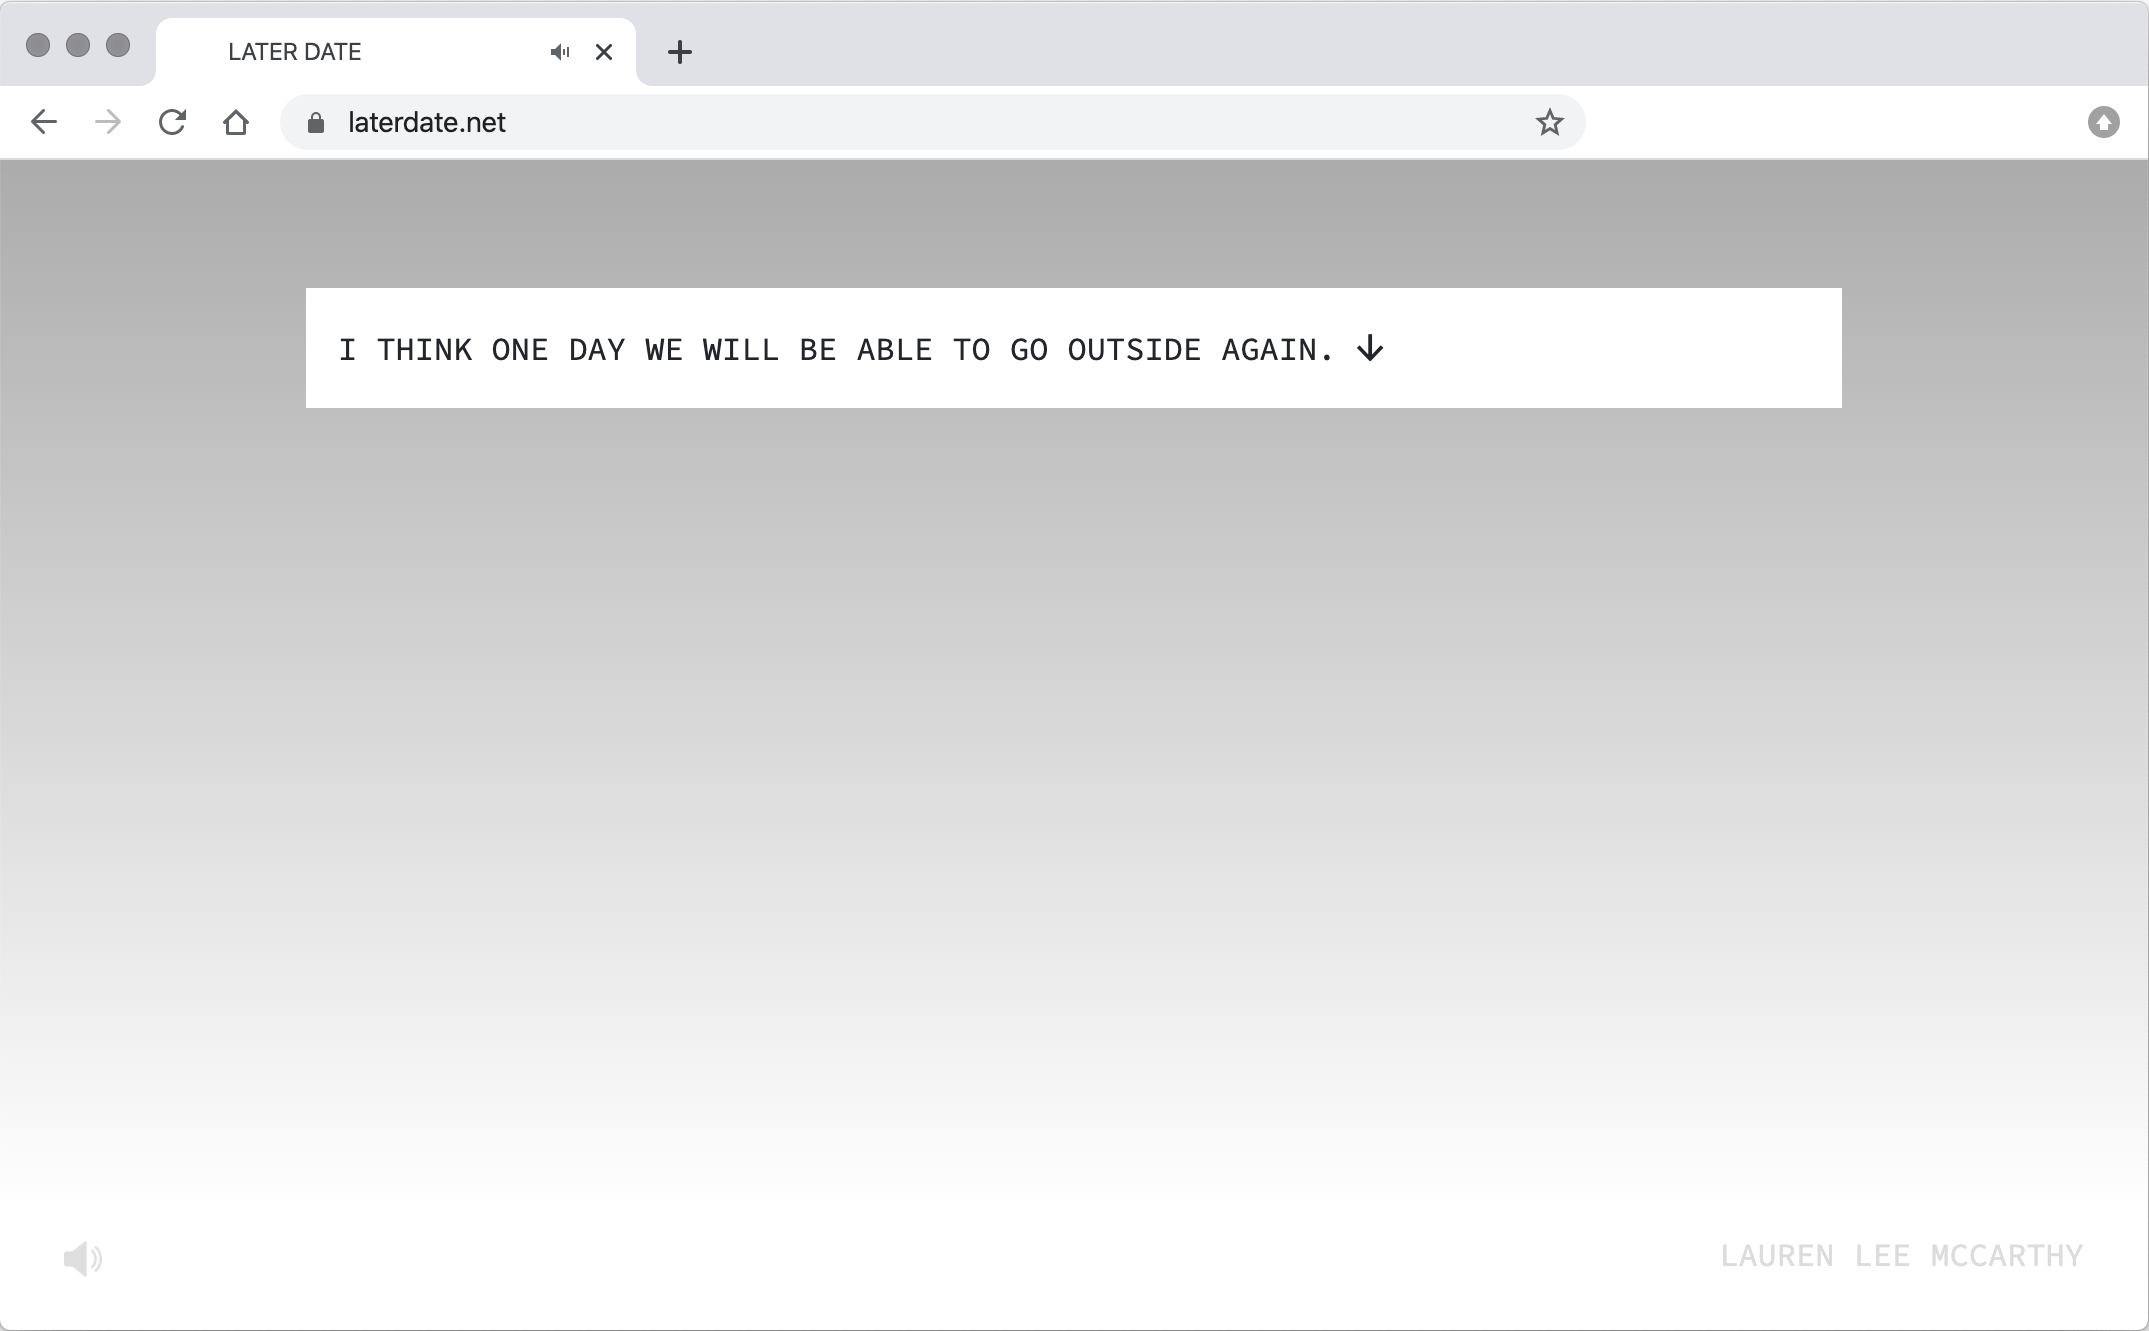 LATER DATE
laterdate.net
I THINK ONE DAY WE WILL BE ABLE TO GO OUTSIDE AGAIN. ↓
LAUREN LEE MCCARTHY